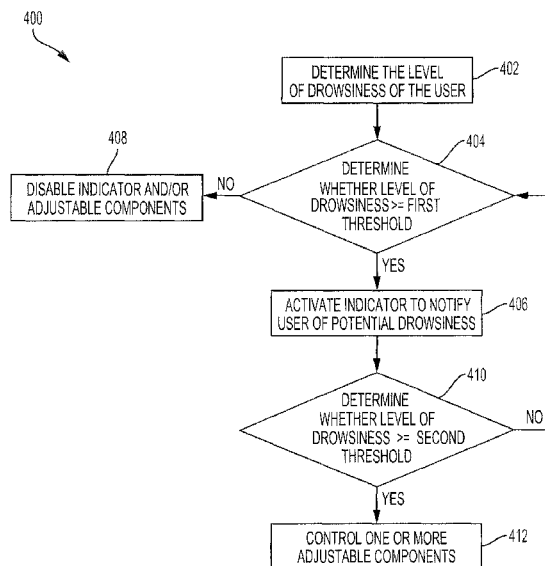 400
DETERMINE THE LEVEL
OF DROWSINESS OF THE USER
402
408
404
DISABLE INDICATOR AND/OR
ADJUSTABLE COMPONENTS
NO
DETERMINE
WHETHER LEVEL OF
DROWSINESS>= FIRST
THRESHOLD
YES
ACTIVATE INDICATOR TO NOTIFY
USER OF POTENTIAL DROWSINESS
406
410
DETERMINE
WHETHER LEVEL OF
DROWSINESS >= SECOND
THRESHOLD
NO
YES
CONTROL ONE OR MORE
ADJUSTABLE COMPONENTS
412